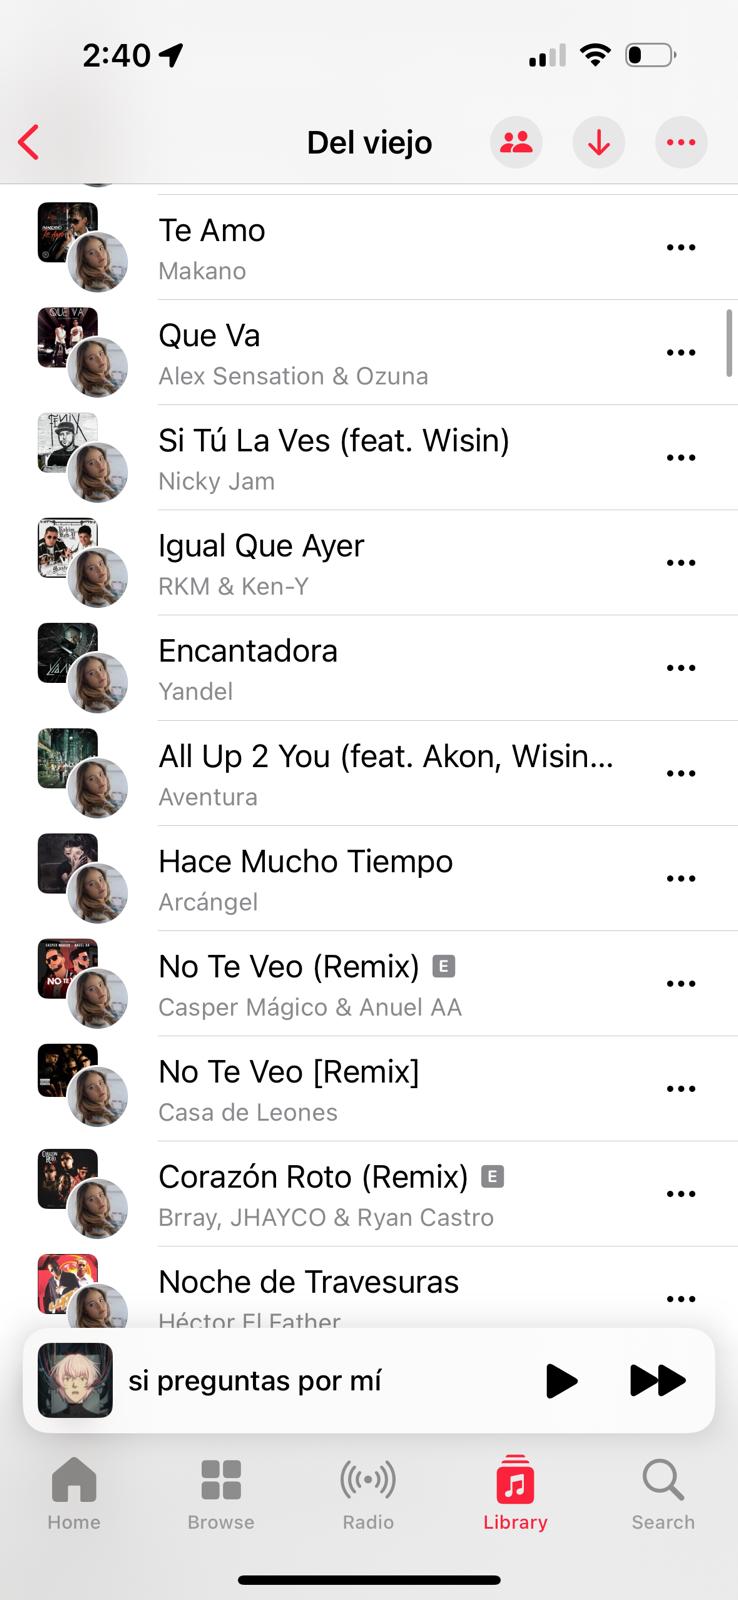 2:40
Del viejo
Te Amo
Makano
QUE VA
Que Va
Alex Sensation & Ozuna
Si Tú La Ves (feat. Wisin)
Nicky Jam
Igual Que Ayer
RKM & Ken-Y
Encantadora
Yandel
All Up 2 You (feat. Akon, Wisin...
Aventura
Hace Mucho Tiempo
Arcángel
No Te Veo (Remix) E
Casper Mágico & Anuel AA
No Te Veo [Remix]
Casa de Leones
Corazón Roto (Remix) E
Brray, JHAYCO & Ryan Castro
Noche de Travesuras
Héctor El Father
si preguntas por mí
Home
Browse
Radio
Library
Search